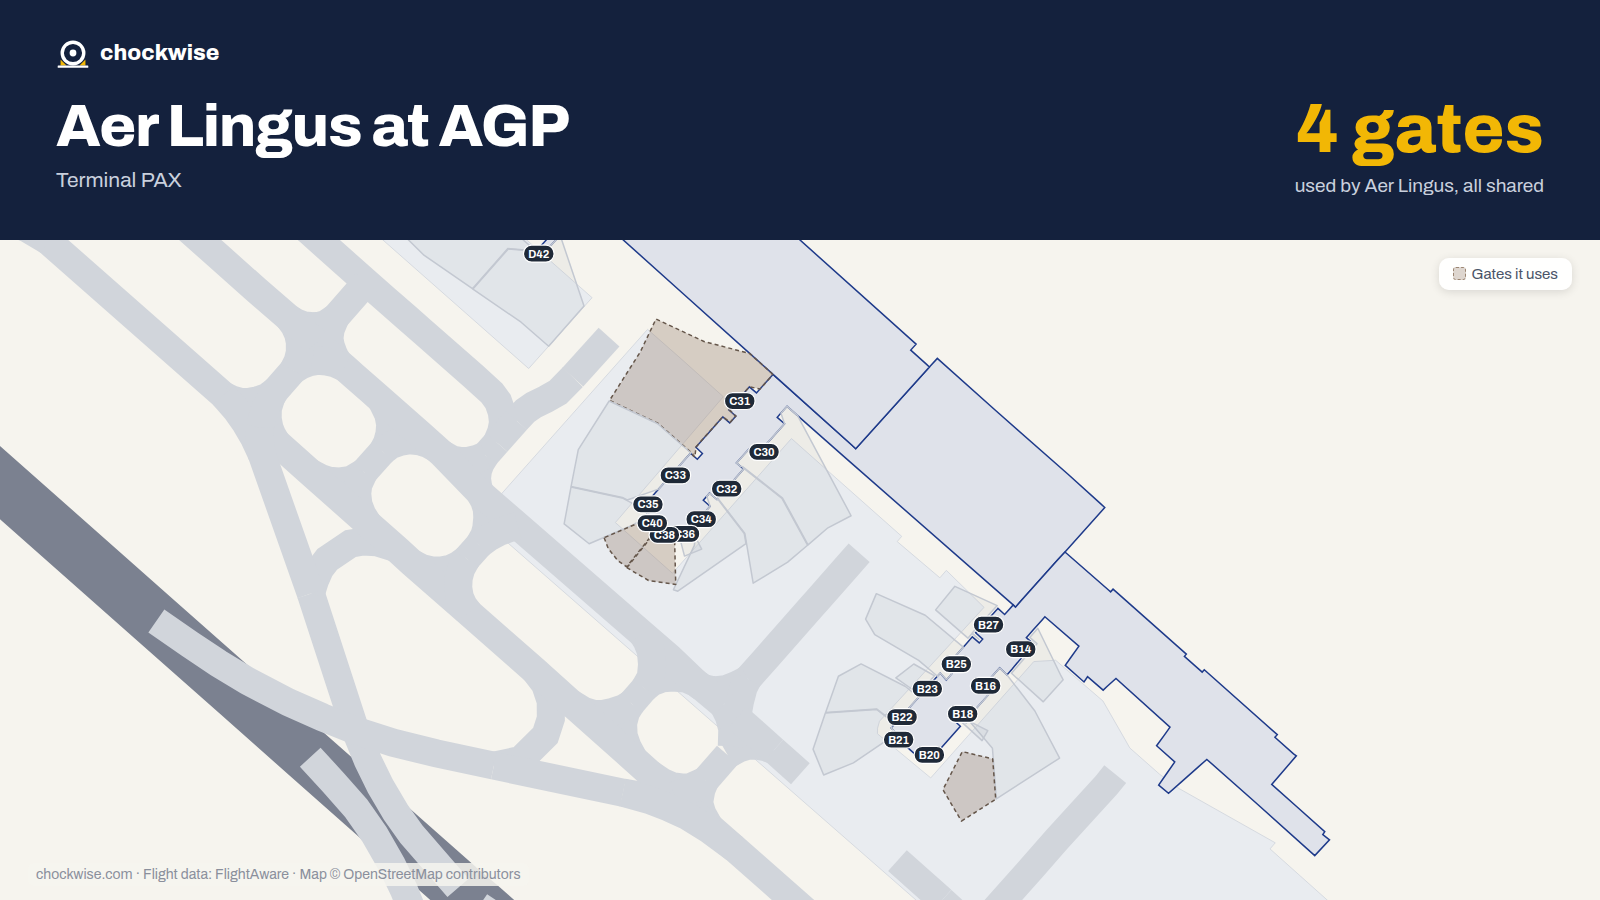 chockwise
Aer Lingus at AGP
Terminal PAX
4 gates
used by Aer Lingus, all shared
Gates it uses
D42
C31
C30
C33
C32
C35
C34
C40
C38
C36
B27
B14
B25
B16
B23
B18
B22
B21
B20
chockwise.com · Flight data: FlightAware · Map © OpenStreetMap contributors